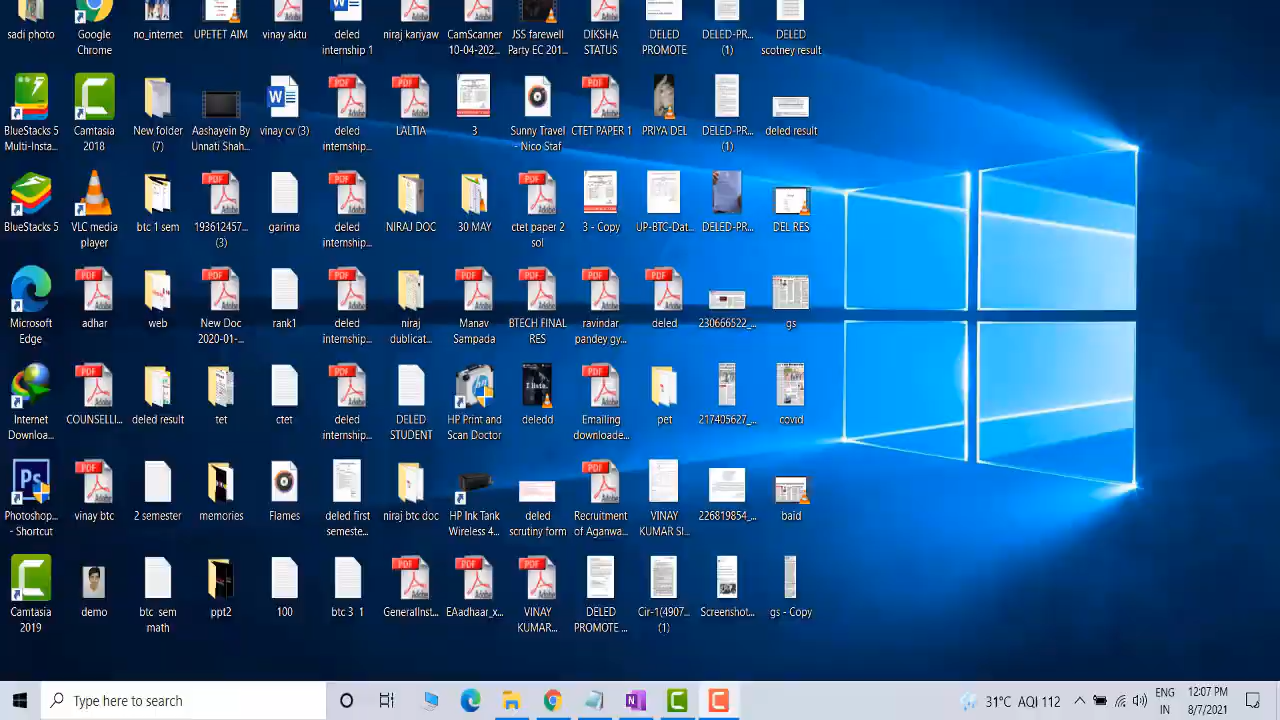 sadi photo
Google
Chrome
no_internet
UPETET AIM
vinay aktu
deled
internship 1
niraj kariyaw
CamScanner
10-04-202...
JSS farewell
Party EC 201...
DIKSHA
STATUS
DELED
PROMOTE
DELED-PR...
(1)
DELED
scotney result
BlueStacks 5
Multi-Insta...
Camtasia
2018
New folder
(7)
Aashayein By
Unnati Shah...
vinay cv (3)
deled
internship...
LALTIA
3
Sunny Travel
- Nico Staf
CTET PAPER 1
PRIYA DEL
DELED-PR...
(1)
deled result
BlueStacks 5
VLC media
player
btc 1 sem
193612457...
(3)
garima
deled
internship...
NIRAJ DOC
30 MAY
ctet paper 2
sol
3 - Copy
UP-BTC-Dat...
DELED-PR...
DEL RES
Microsoft
Edge
adhar
web
New Doc
2020-01-...
rank1
deled
internship...
niraj
dublicat...
Manav
Sampada
BTECH FINAL
RES
ravindar
pandey gy...
deled
230666522_...
gs
Internet
Downloa...
COUNSELLI...
deled result
tet
ctet
deled
internship...
DELED
STUDENT
HP Print and
Scan Doctor
deledd
Emailing
downloade...
pet
217405627_...
covid
Photoshop...
- Shortcut
vinay btc
2 semester
memories
Flames
deled first
semeste...
niraj btc doc
HP Ink Tank
Wireless 4...
deled
scrutiny form
Recruitment
of Aganwa...
VINAY
KUMAR SI...
226819854_...
baid
Camtasia
2019
demo
btc sem
math
ppt2
100
btc 3 1
GeneralInst...
EAadhaar_x...
VINAY
KUMAR...
DELED
PROMOTE ...
Cir-1(4907...
(1)
Screenshot...
gs - Copy
Type here to search
1°C AQI 112
ENG
IN
12:07 PM
8/7/2021